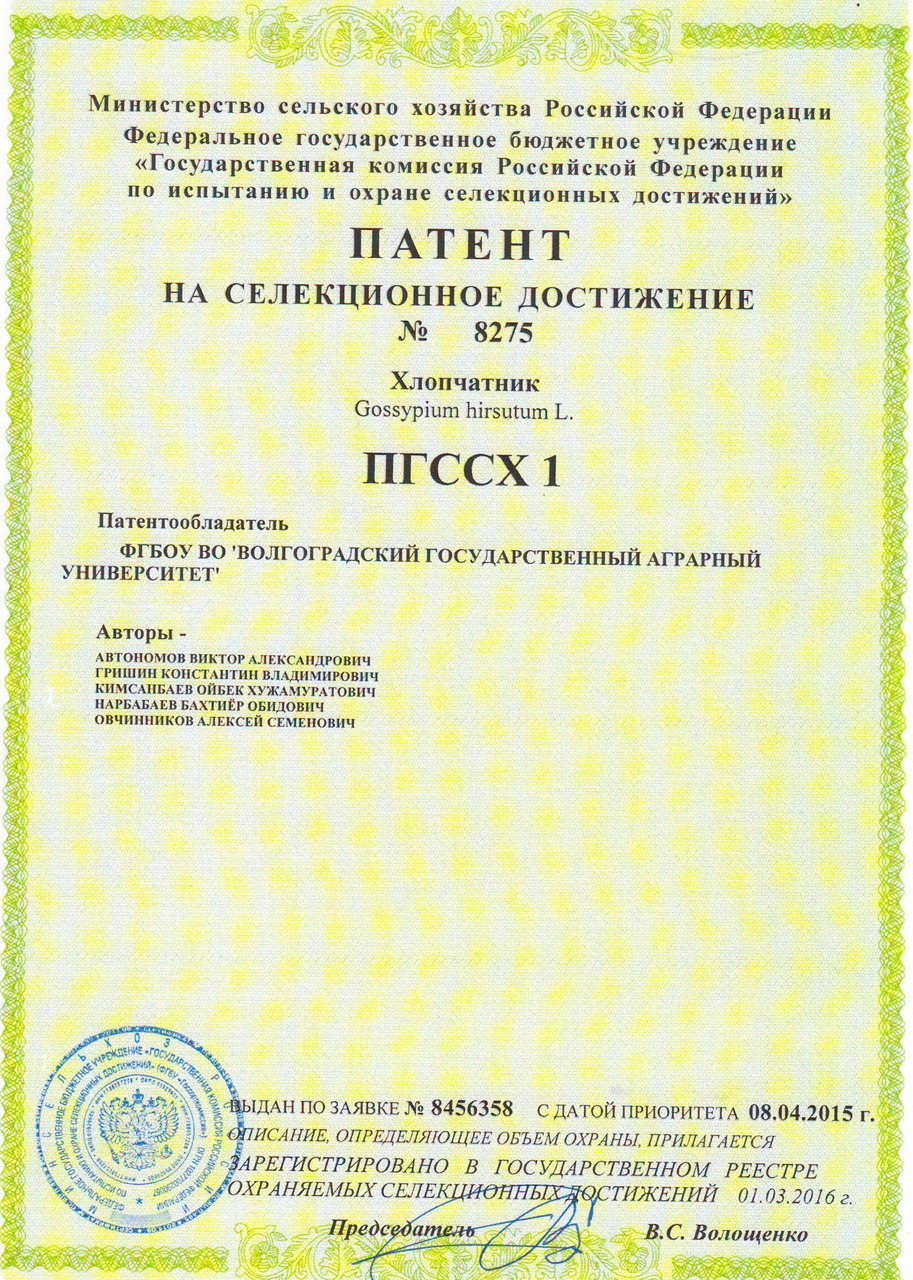 Министерство сельского хозяйства Российской Федерации
Федеральное государственное бюджетное учреждение
«Государственная комиссия Российской Федерации
по испытанию и охране селекционных достижений»
ПАТЕНТ
НА СЕЛЕКЦИОННОЕ ДОСТИЖЕНИЕ
№ 8275
Хлопчатник
Gossypium hirsutum L.
ПГССХ 1
Патентообладатель
ФГБОУ ВО 'ВОЛГОГРАДСКИЙ ГОСУДАРСТВЕННЫЙ АГРАРНЫЙ
УНИВЕРСИТЕТ'
Авторы -
АВТОНОМОВ ВИКТОР АЛЕКСАНДРОВИЧ
ГРИШИН КОНСТАНТИН ВЛАДИМИРОВИЧ
КИМСАНБАЕВ ОЙБЕК ХУЖАМУРАТОВИЧ
НАРБАБАЕВ БАХТИЁР ОБИДОВИЧ
ОВЧИННИКОВ АЛЕКСЕЙ СЕМЕНОВИЧ
ВЫДАН ПО ЗАЯВКЕ № 8456358 С ДАТОЙ ПРИОРИТЕТА 08.04.2015 г.
ОПИСАНИЕ, ОПРЕДЕЛЯЮЩЕЕ ОБЪЕМ ОХРАНЫ, ПРИЛАГАЕТСЯ
ЗАРЕГИСТРИРОВАНО В ГОСУДАРСТВЕННОМ РЕЕСТРЕ
ОХРАНЯЕМЫХ СЕЛЕКЦИОННЫХ ДОСТИЖЕНИЙ 01.03.2016 г.
Председатель В.С. Волощенко